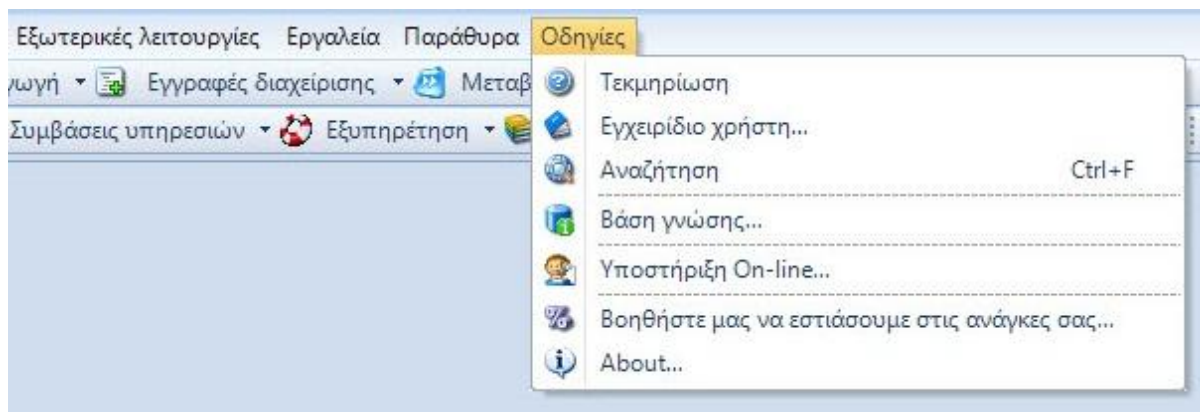 Εξωτερικές λειτουργίες Εργαλεία Παράθυρα Οδηγίες
Εγγραφές διαχείρισης
Συμβάσεις υπηρεσιών Εξυπηρέτηση
Τεκμηρίωση
Εγχειρίδιο χρήστη...
Αναζήτηση Ctrl+F
Βάση γνώσης...
Υποστήριξη On-line...
Βοηθήστε μας να εστιάσουμε στις ανάγκες σας...
About...